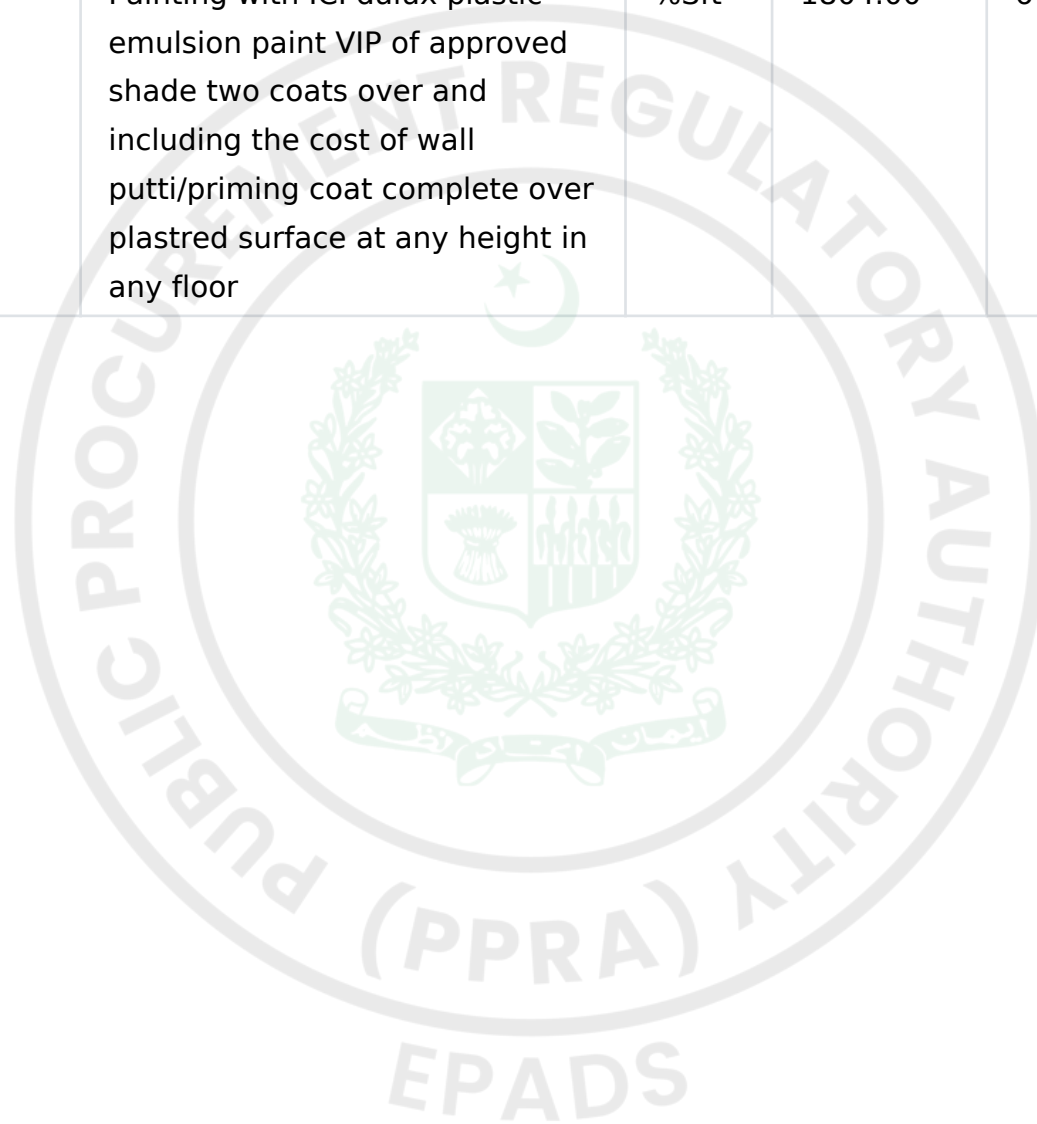 emulsion paint VIP of approved
shade two coats over and
including the cost of wall
putti/priming coat complete over
plastred surface at any height in
any floor
PUBLIC PROCUREMENT REGULATORY AUTHORITY
(PPRA)
EPADS